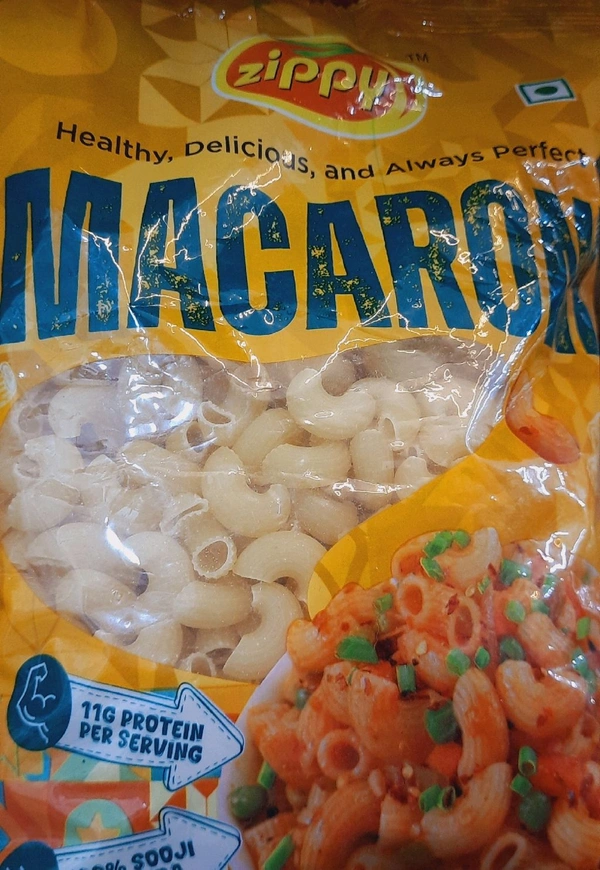 zippy
TM
Healthy, Delicious, and Always Perfect
MACARON
11G PROTEIN
PER SERVING
% SOOJI